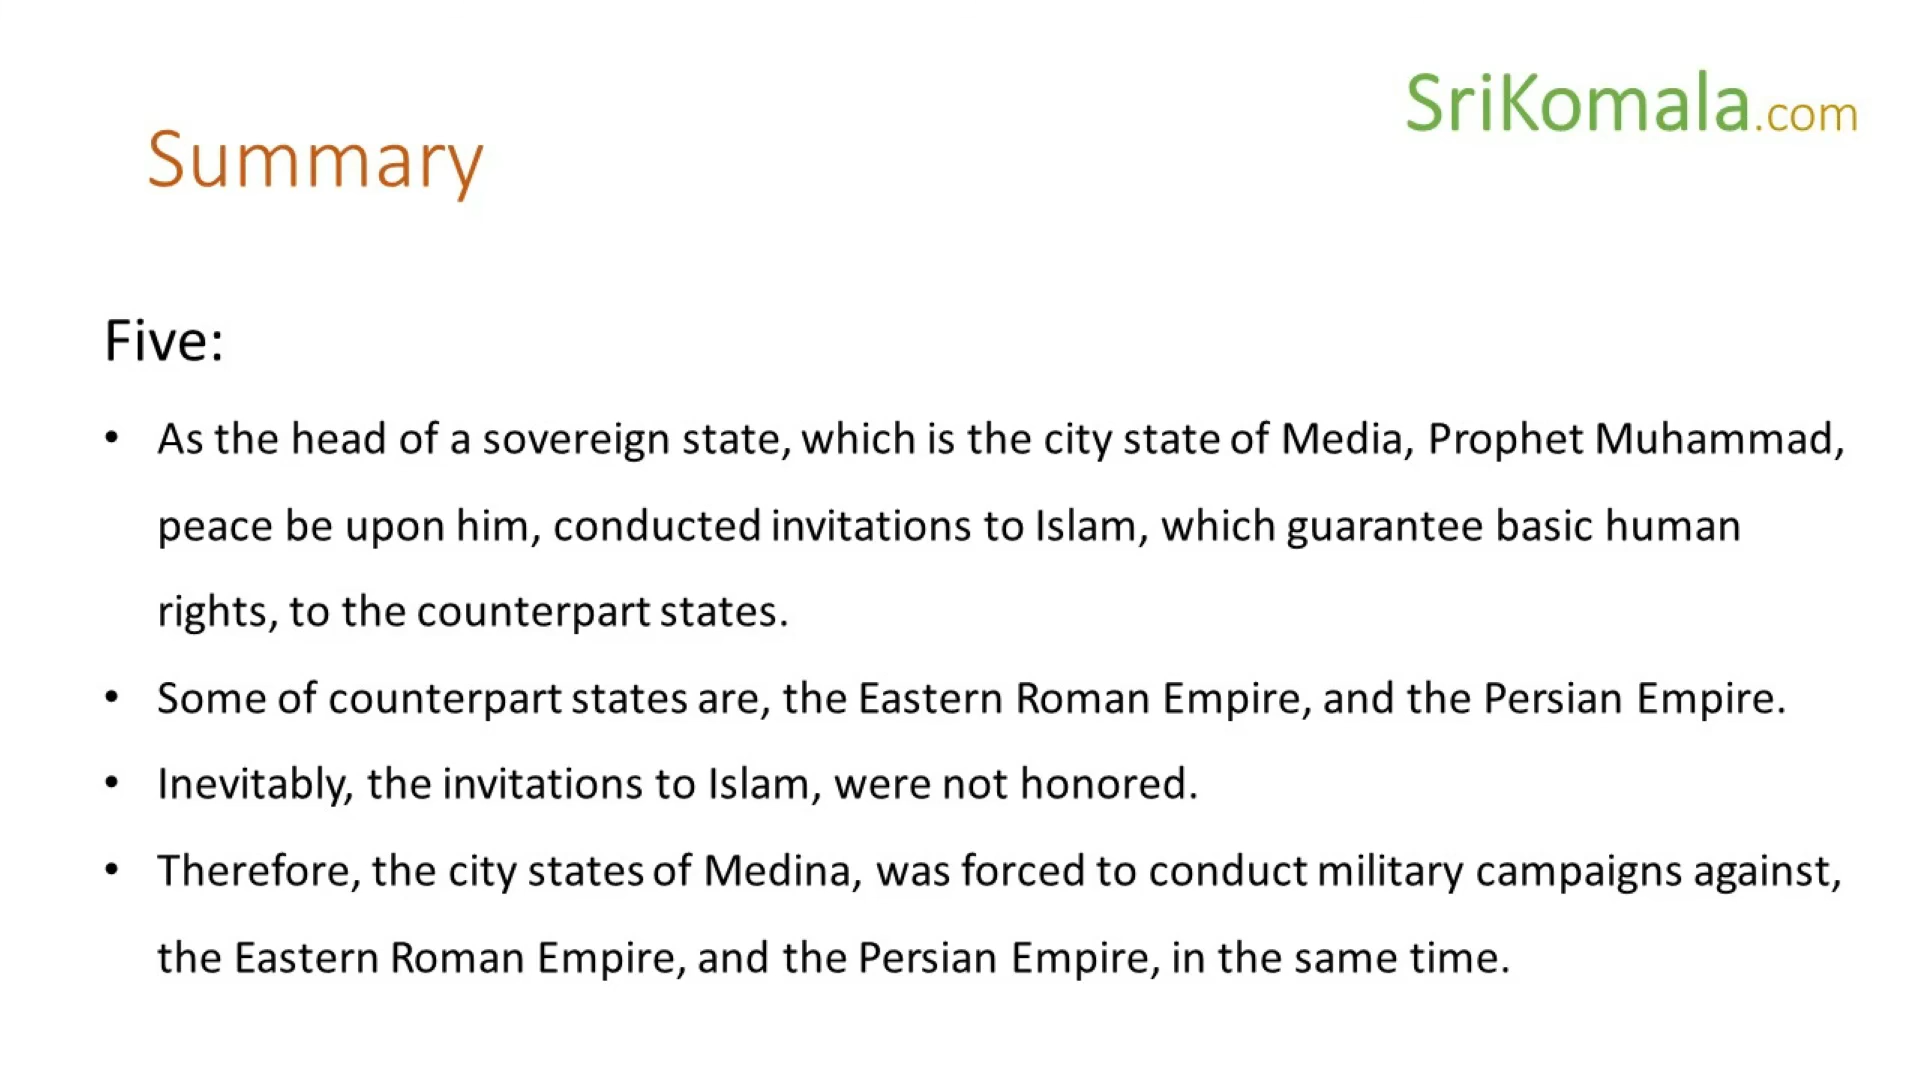 SriKomala.com
Summary
Five:
• As the head of a sovereign state, which is the city state of Media, Prophet Muhammad,
peace be upon him, conducted invitations to Islam, which guarantee basic human
rights, to the counterpart states.
• Some of counterpart states are, the Eastern Roman Empire, and the Persian Empire.
• Inevitably, the invitations to Islam, were not honored.
• Therefore, the city states of Medina, was forced to conduct military campaigns against,
the Eastern Roman Empire, and the Persian Empire, in the same time.